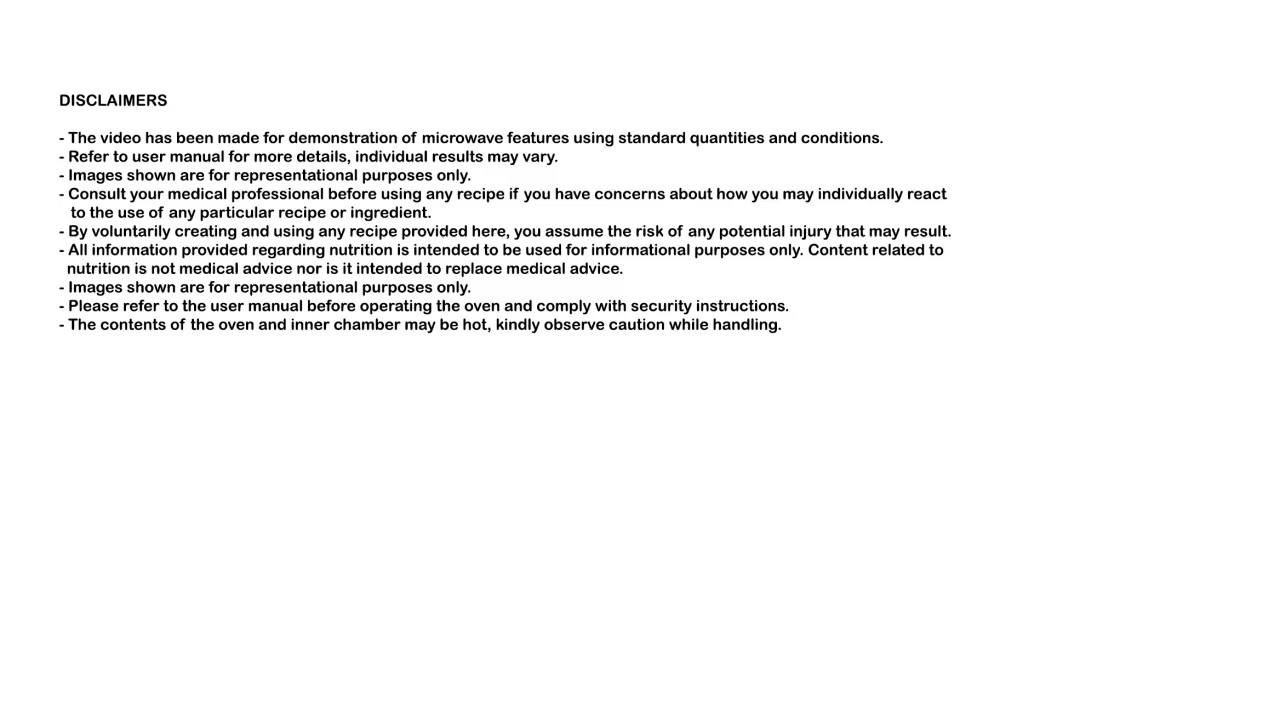 DISCLAIMERS
- The video has been made for demonstration of microwave features using standard quantities and conditions.
- Refer to user manual for more details, individual results may vary.
- Images shown are for representational purposes only.
- Consult your medical professional before using any recipe if you have concerns about how you may individually react
to the use of any particular recipe or ingredient.
- By voluntarily creating and using any recipe provided here, you assume the risk of any potential injury that may result.
- All information provided regarding nutrition is intended to be used for informational purposes only. Content related to
nutrition is not medical advice nor is it intended to replace medical advice.
- Images shown are for representational purposes only.
- Please refer to the user manual before operating the oven and comply with security instructions.
- The contents of the oven and inner chamber may be hot, kindly observe caution while handling.